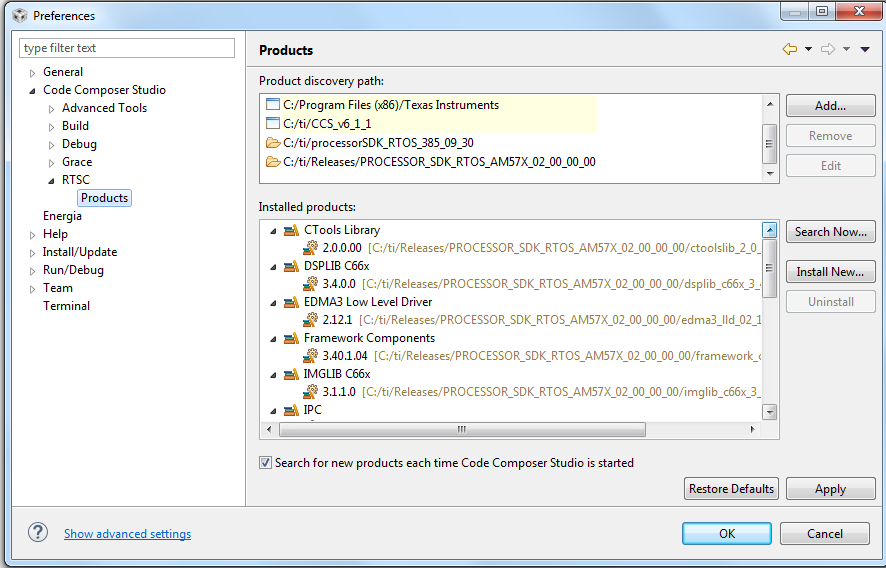 Preferences
type filter text
General
Code Composer Studio
Advanced Tools
Build
Debug
Grace
RTSC
Products
Energia
Help
Install/Update
Run/Debug
Team
Terminal
Products
Product discovery path:
C:/Program Files (x86)/Texas Instruments
C:/ti/CCS_v6_1_1
C:/ti/processorSDK_RTOS_385_09_30
C:/ti/Releases/PROCESSOR_SDK_RTOS_AM57X_02_00_00_00
Add...
Remove
Edit
Installed products:
CTools Library
2.0.0.00 [C:/ti/Releases/PROCESSOR_SDK_RTOS_AM57X_02_00_00_00/ctoolslib_2_0_
DSPLIB C66x
3.4.0.0 [C:/ti/Releases/PROCESSOR_SDK_RTOS_AM57X_02_00_00_00/dsplib_c66x_3_
EDMA3 Low Level Driver
2.12.1 [C:/ti/Releases/PROCESSOR_SDK_RTOS_AM57X_02_00_00_00/edma3_lld_02_1
Framework Components
3.40.1.04 [C:/ti/Releases/PROCESSOR_SDK_RTOS_AM57X_02_00_00_00/framework_c
IMGLIB C66x
3.1.1.0 [C:/ti/Releases/PROCESSOR_SDK_RTOS_AM57X_02_00_00_00/imglib_c66x_3_
IPC
Search Now...
Install New...
Uninstall
Search for new products each time Code Composer Studio is started
Restore Defaults
Apply
Show advanced settings
OK
Cancel